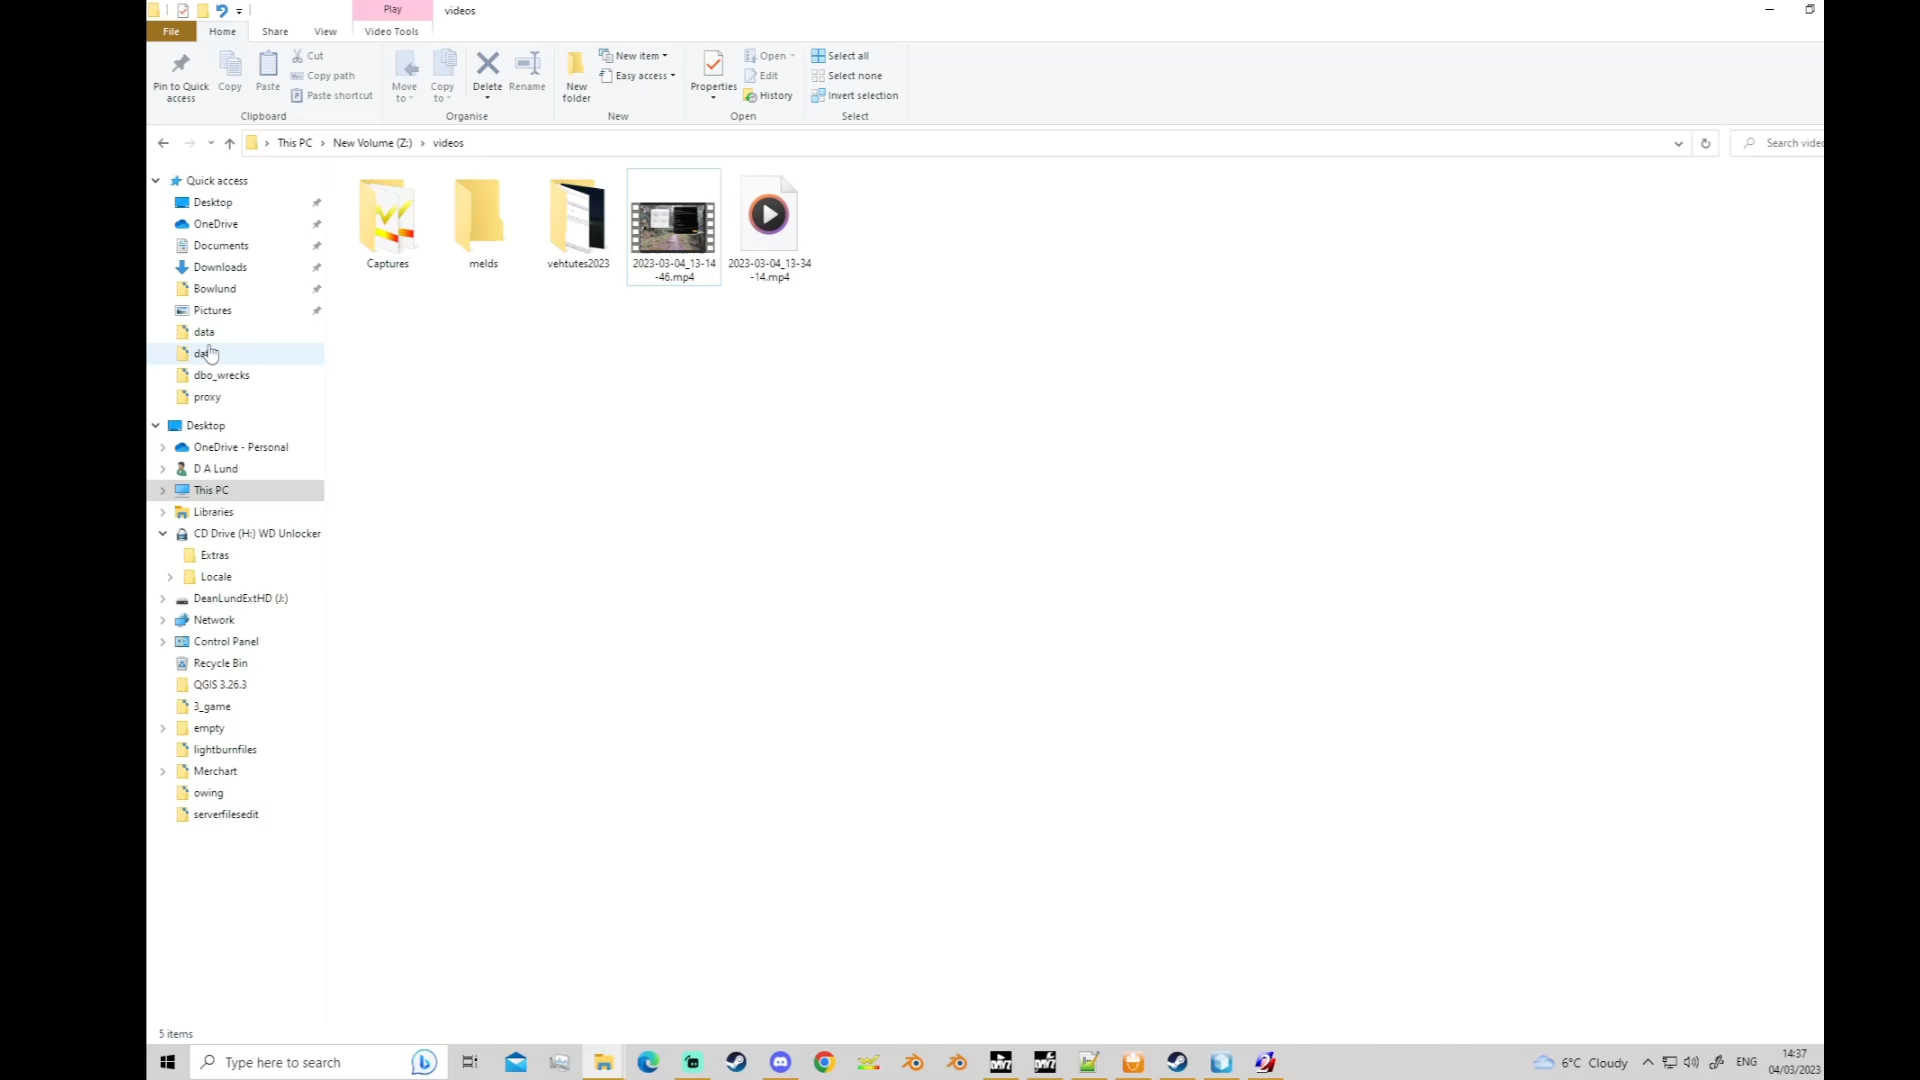 Play
videos
File
Home
Share
View
Video Tools
Pin to Quick access
Copy
Paste
Cut
Copy path
Paste shortcut
Clipboard
Move to
Copy to
Delete
Rename
Organise
New folder
New item
Easy access
New
Properties
Open
Edit
History
Open
Select all
Select none
Invert selection
Select
This PC > New Volume (Z:) > videos
Search vide
Quick access
Desktop
OneDrive
Documents
Downloads
Bowlund
Pictures
data
dbo_wrecks
proxy
Desktop
OneDrive - Personal
D A Lund
This PC
Libraries
CD Drive (H:) WD Unlocker
Extras
Locale
DeanLundExtHD (J:)
Network
Control Panel
Recycle Bin
QGIS 3.26.3
3_game
empty
lightburnfiles
Merchart
owing
serverfilesedit
Captures
melds
vehtutes2023
2023-03-04_13-14
-46.mp4
2023-03-04_13-34
-14.mp4
5 items
Type here to search
6°C Cloudy
ENG
14:37
04/03/2023